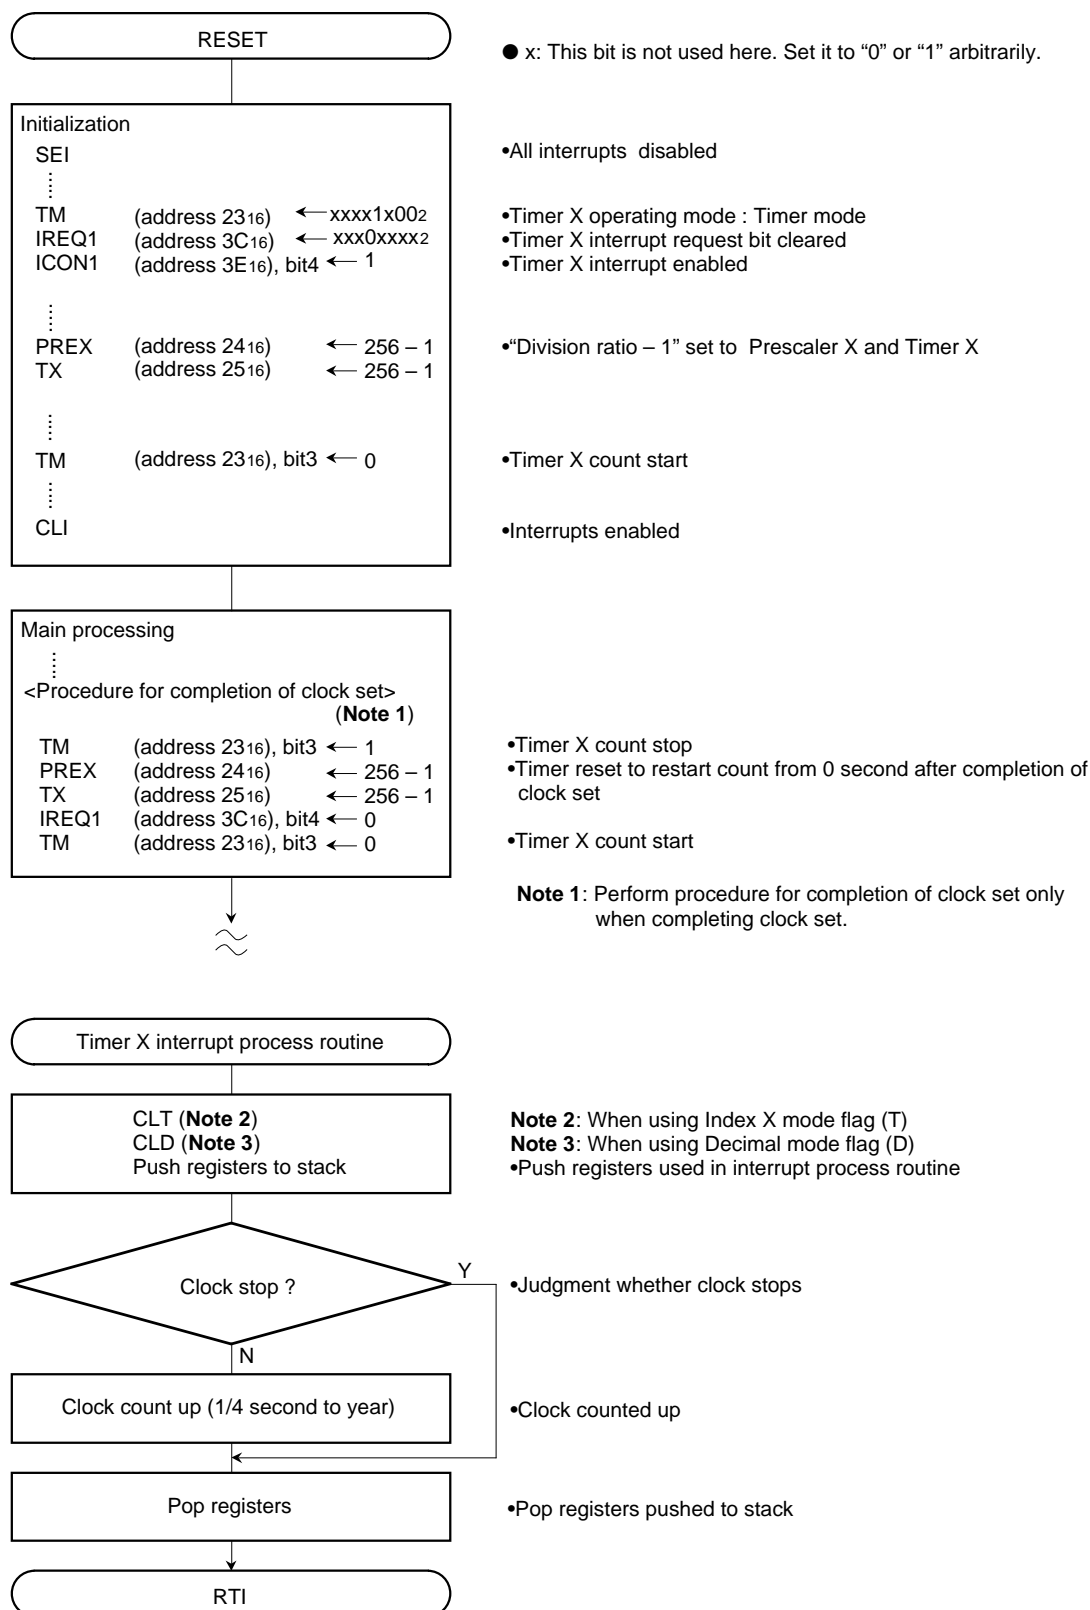 RESET
● x: This bit is not used here. Set it to “0” or “1” arbitrarily.
Initialization
SEI
•All interrupts disabled
TM (address 2316) ← xxxx1x002
•Timer X operating mode : Timer mode
IREQ1 (address 3C16) ← xxx0xxxx2
•Timer X interrupt request bit cleared
ICON1 (address 3E16), bit4 ← 1
•Timer X interrupt enabled
PREX (address 2416) ← 256 – 1
•“Division ratio – 1” set to Prescaler X and Timer X
TX (address 2516) ← 256 – 1
TM (address 2316), bit3 ← 0
•Timer X count start
CLI
•Interrupts enabled
Main processing
<Procedure for completion of clock set>
(Note 1)
TM (address 2316), bit3 ← 1
•Timer X count stop
PREX (address 2416) ← 256 – 1
•Timer reset to restart count from 0 second after completion of
TX (address 2516) ← 256 – 1
clock set
IREQ1 (address 3C16), bit4 ← 0
TM (address 2316), bit3 ← 0
•Timer X count start
Note 1: Perform procedure for completion of clock set only
when completing clock set.
Timer X interrupt process routine
CLT (Note 2)
Note 2: When using Index X mode flag (T)
CLD (Note 3)
Note 3: When using Decimal mode flag (D)
Push registers to stack
•Push registers used in interrupt process routine
Clock stop ?
Y
•Judgment whether clock stops
N
Clock count up (1/4 second to year)
•Clock counted up
Pop registers
•Pop registers pushed to stack
RTI